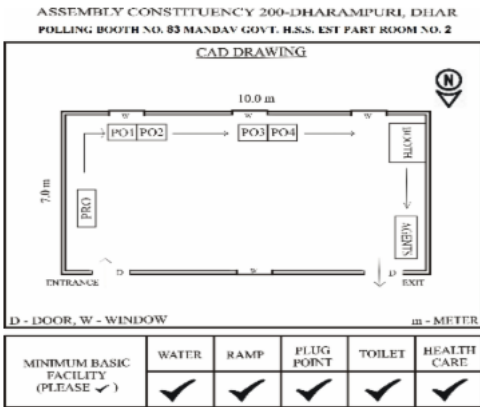 ASSEMBLY CONSTITUENCY 200-DHARAMPURI, DHAR
POLLING BOOTH NO. 83 MANDAV GOVT. H.S.S. EST PART ROOM NO. 2
CAD DRAWING
N
10.0 m
W W W
PO1 PO2 PO3 PO4
BOOTH
7.0 m
PRO
AGENTS
D W D
ENTRANCE EXIT
D - DOOR, W - WINDOW m - METER
MINIMUM BASIC FACILITY (PLEASE ✓)
WATER RAMP PLUG POINT TOILET HEALTH CARE
✓ ✓ ✓ ✓ ✓